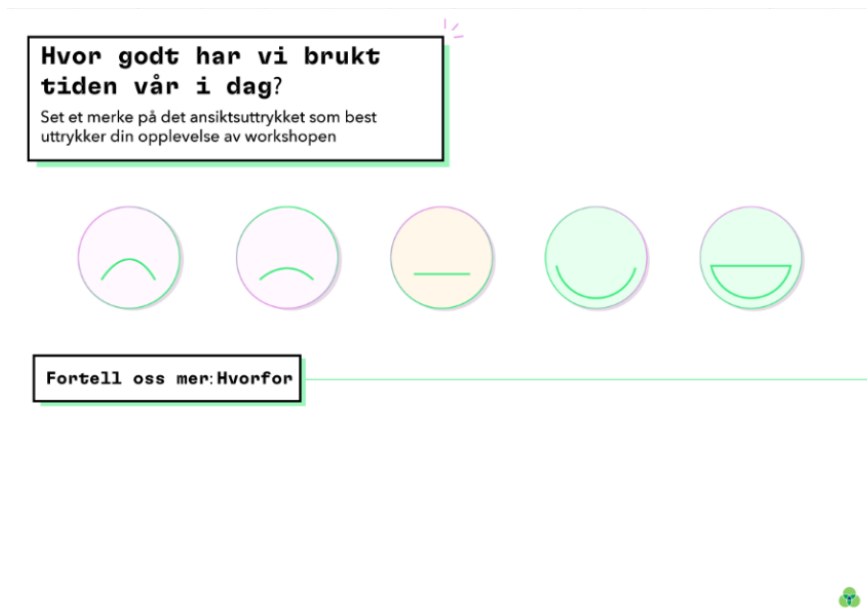 Hvor godt har vi brukt
tiden vår i dag?
Set et merke på det ansiktsuttrykket som best
uttrykker din opplevelse av workshopen
Fortell oss mer: Hvorfor